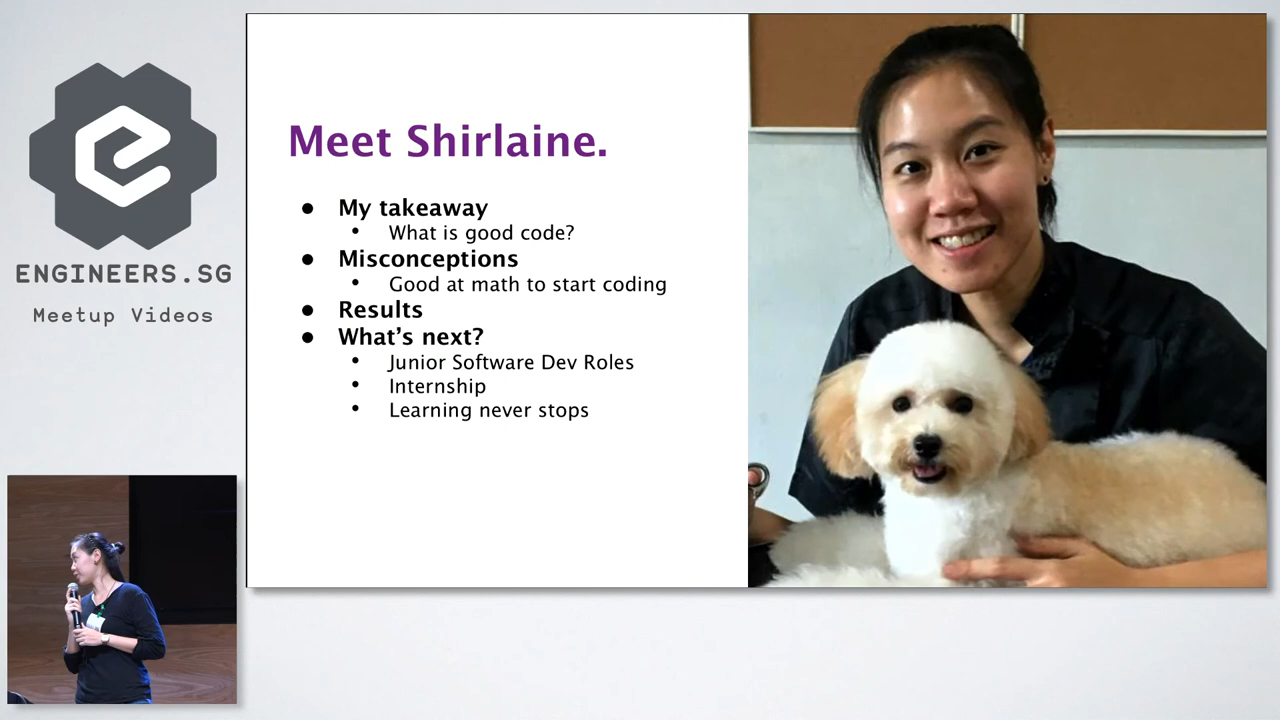 ENGINEERS.SG
Meetup Videos
Meet Shirlaine.
● My takeaway
• What is good code?
● Misconceptions
• Good at math to start coding
● Results
● What’s next?
• Junior Software Dev Roles
• Internship
• Learning never stops